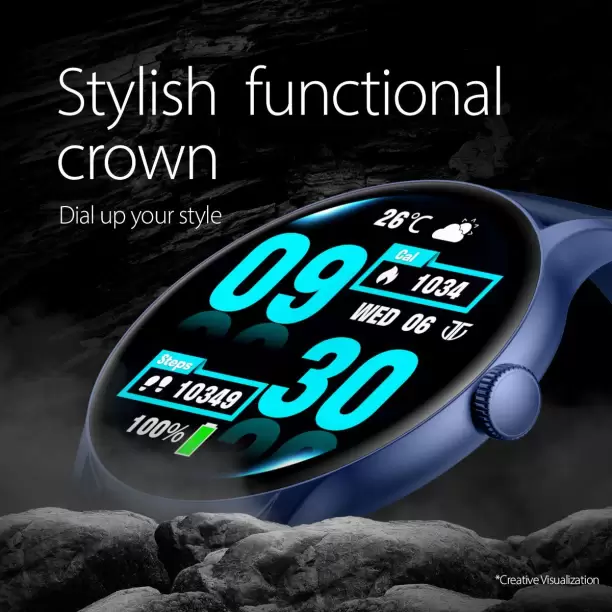 Stylish functional
crown
Dial up your style
26°C
09
Cal
1034
WED 06
30
Steps
10349
100%
*Creative Visualization